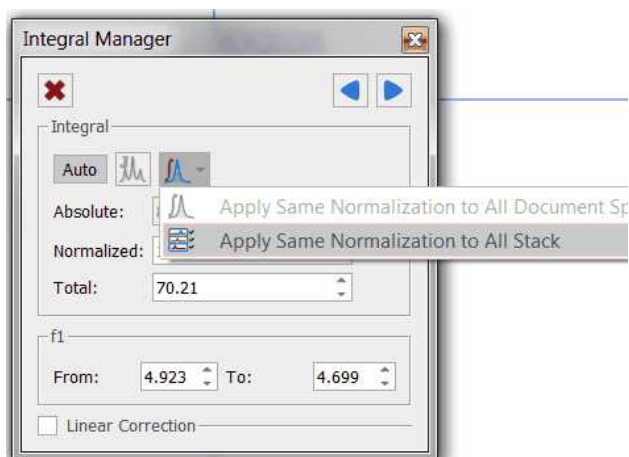 Integral Manager
Integral
Auto
Apply Same Normalization to All Document Sp
Absolute:
Apply Same Normalization to All Stack
Normalized:
Total: 70.21
f1
From: 4.923 To: 4.699
Linear Correction